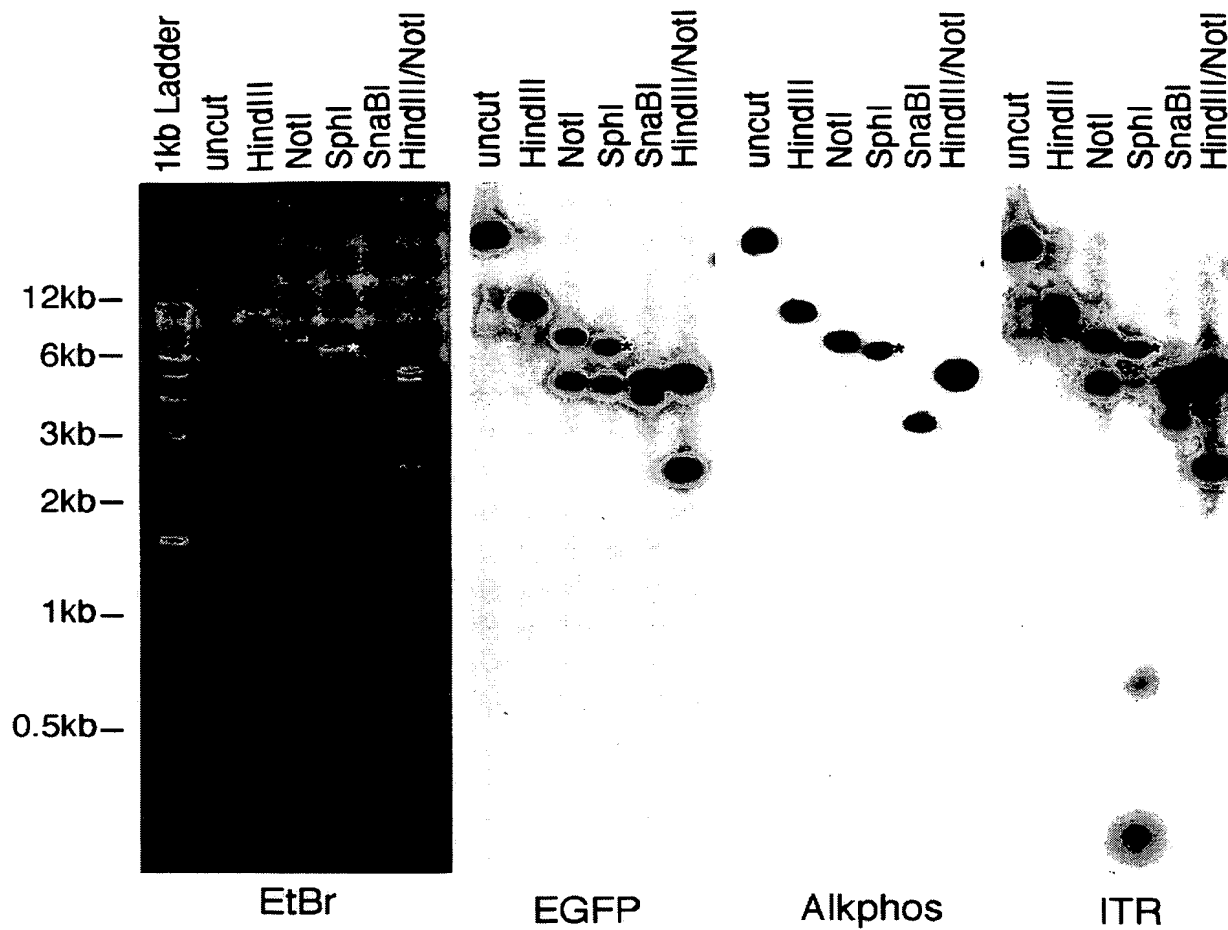 1kb Ladder
uncut
HindIII
NotI
SphI
SnaBI
HindIII/NotI
uncut
HindIII
NotI
SphI
SnaBI
HindIII/NotI
uncut
HindIII
NotI
SphI
SnaBI
HindIII/NotI
uncut
HindIII
NotI
SphI
SnaBI
HindIII/NotI
12kb
6kb
3kb
2kb
1kb
0.5kb
*
*
*
*
EtBr
EGFP
Alkphos
ITR